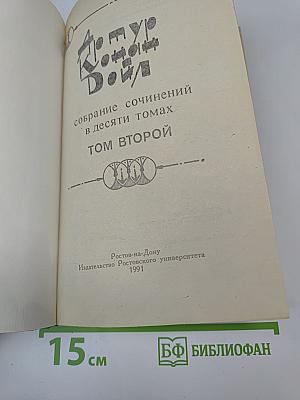 Артур
Конан
Дойл
собрание сочинений
в десяти томах
ТОМ ВТОРОЙ
Ростов-на-Дону
Издательство Ростовского университета
1991
15 см
БФ БИБЛИОФАН